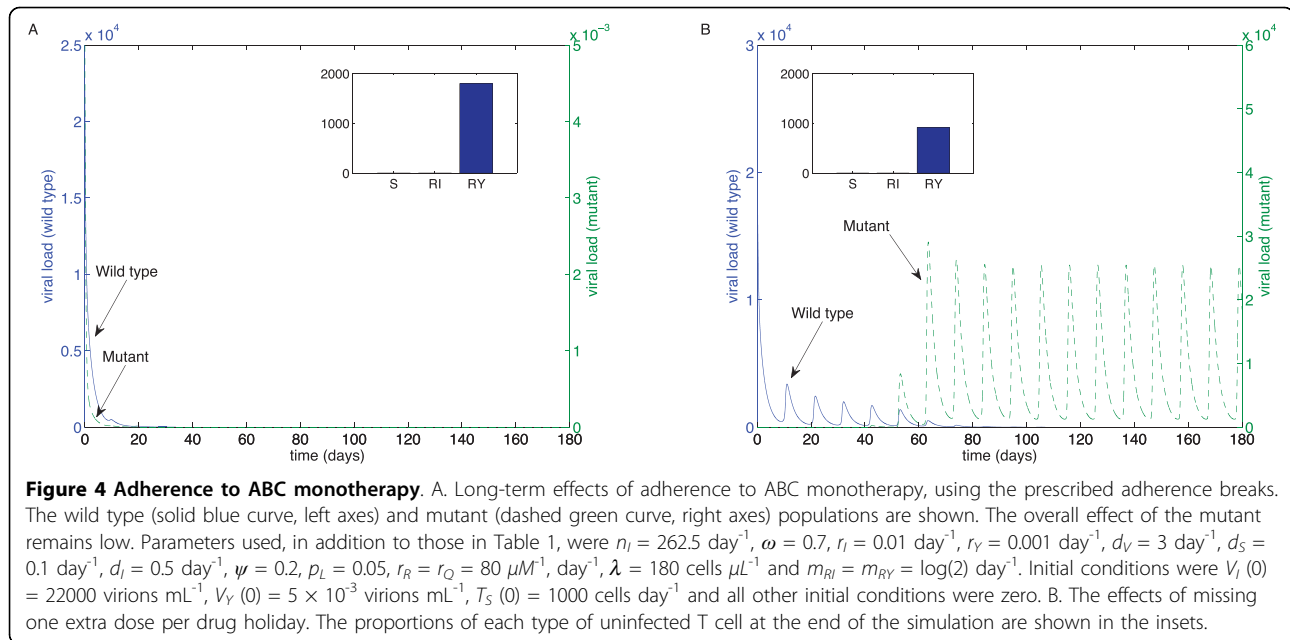 A
x 10⁴
2.5
2
1.5
1
0.5
0
viral load (wild type)
x 10⁻³
5
4
3
2
1
0
viral load (mutant)
2000
1000
0
S RI RY
Wild type
Mutant
0 20 40 60 80 100 120 140 160 180
time (days)
B
x 10⁴
3
2
1
0
viral load (wild type)
x 10⁴
6
5
4
3
2
1
0
viral load (mutant)
2000
1000
0
S RI RY
Mutant
Wild type
0 20 40 60 80 100 120 140 160 180
time (days)
Figure 4 Adherence to ABC monotherapy. A. Long-term effects of adherence to ABC monotherapy, using the prescribed adherence breaks.
The wild type (solid blue curve, left axes) and mutant (dashed green curve, right axes) populations are shown. The overall effect of the mutant
remains low. Parameters used, in addition to those in Table 1, were n_I = 262.5 day⁻¹, ω = 0.7, r_I = 0.01 day⁻¹, r_Y = 0.001 day⁻¹, d_V = 3 day⁻¹, d_S =
0.1 day⁻¹, d_I = 0.5 day⁻¹, ψ = 0.2, p_L = 0.05, r_R = r_Q = 80 μM⁻¹, day⁻¹, λ = 180 cells μL⁻¹ and m_RI = m_RY = log(2) day⁻¹. Initial conditions were V_I (0)
= 22000 virions mL⁻¹, V_Y (0) = 5 × 10⁻³ virions mL⁻¹, T_S (0) = 1000 cells day⁻¹ and all other initial conditions were zero. B. The effects of missing
one extra dose per drug holiday. The proportions of each type of uninfected T cell at the end of the simulation are shown in the insets.